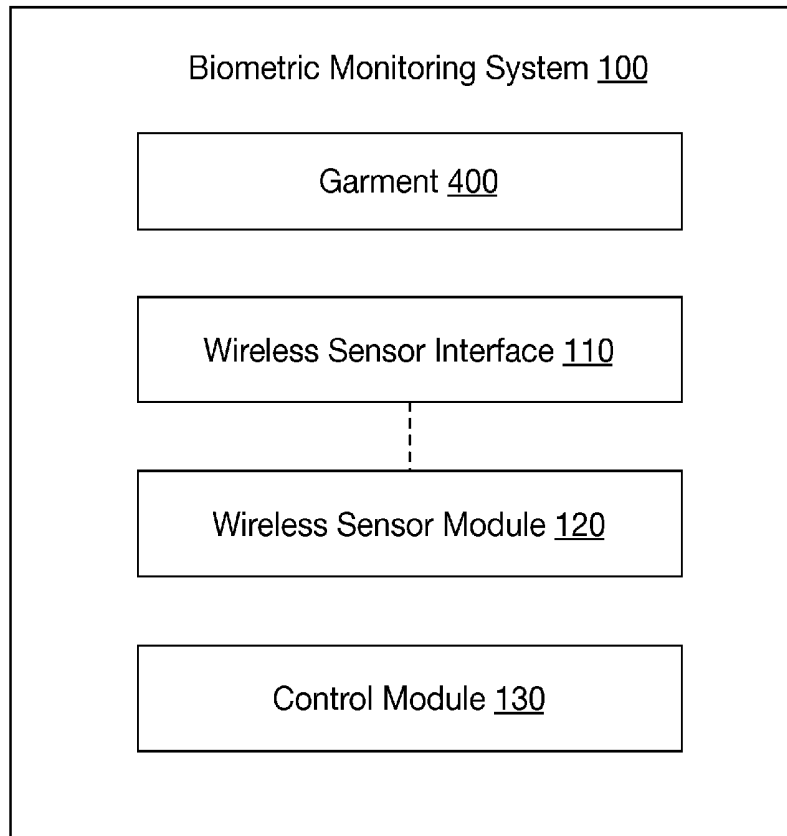 Biometric Monitoring System 100
Garment 400
Wireless Sensor Interface 110
Wireless Sensor Module 120
Control Module 130